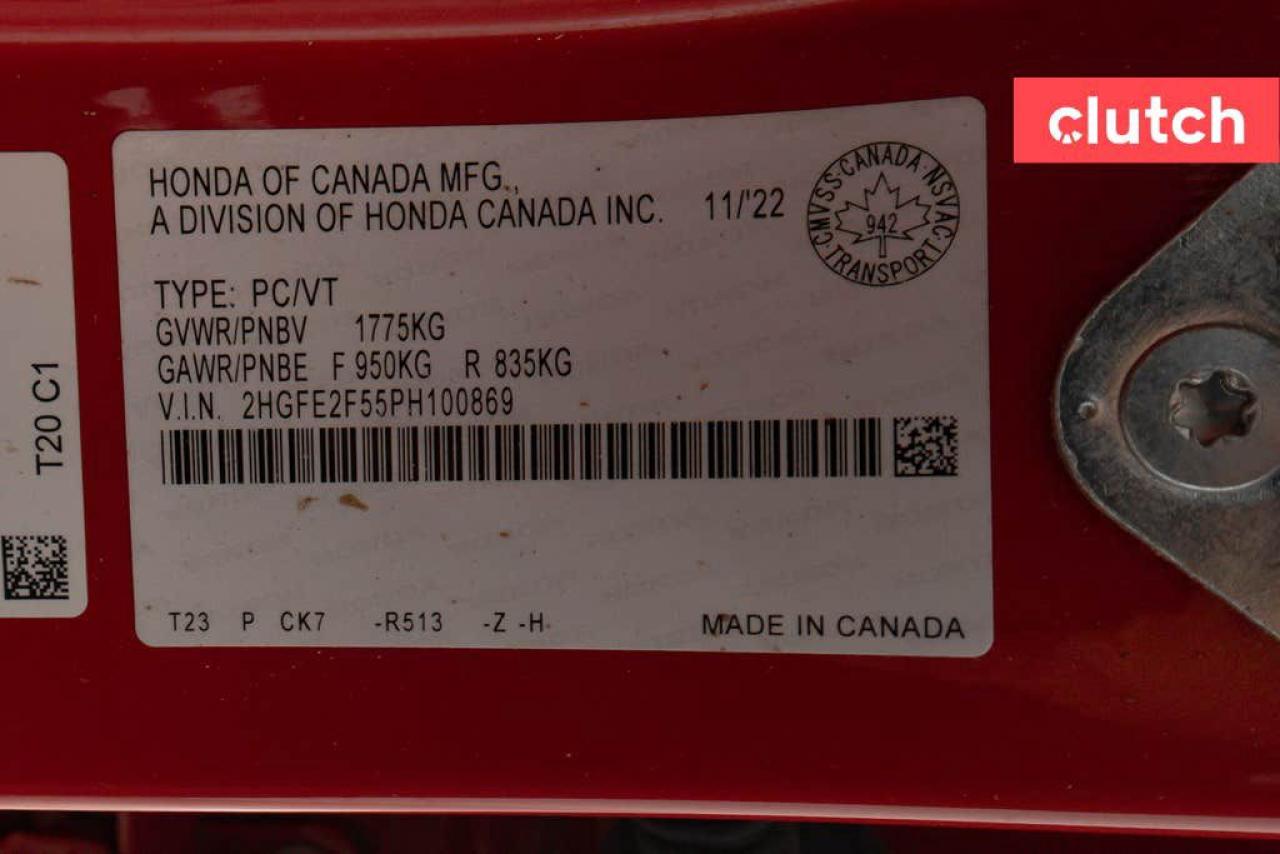 clutch
HONDA OF CANADA MFG.,
A DIVISION OF HONDA CANADA INC. 11/'22
CMVSS·CANADA·NSVAC·TRANSPORT·
942
TYPE: PC/VT
GVWR/PNBV 1775KG
GAWR/PNBE F 950KG R 835KG
V.I.N. 2HGFE2F55PH100869
T23 P CK7 -R513 -Z -H
MADE IN CANADA
T20 C1